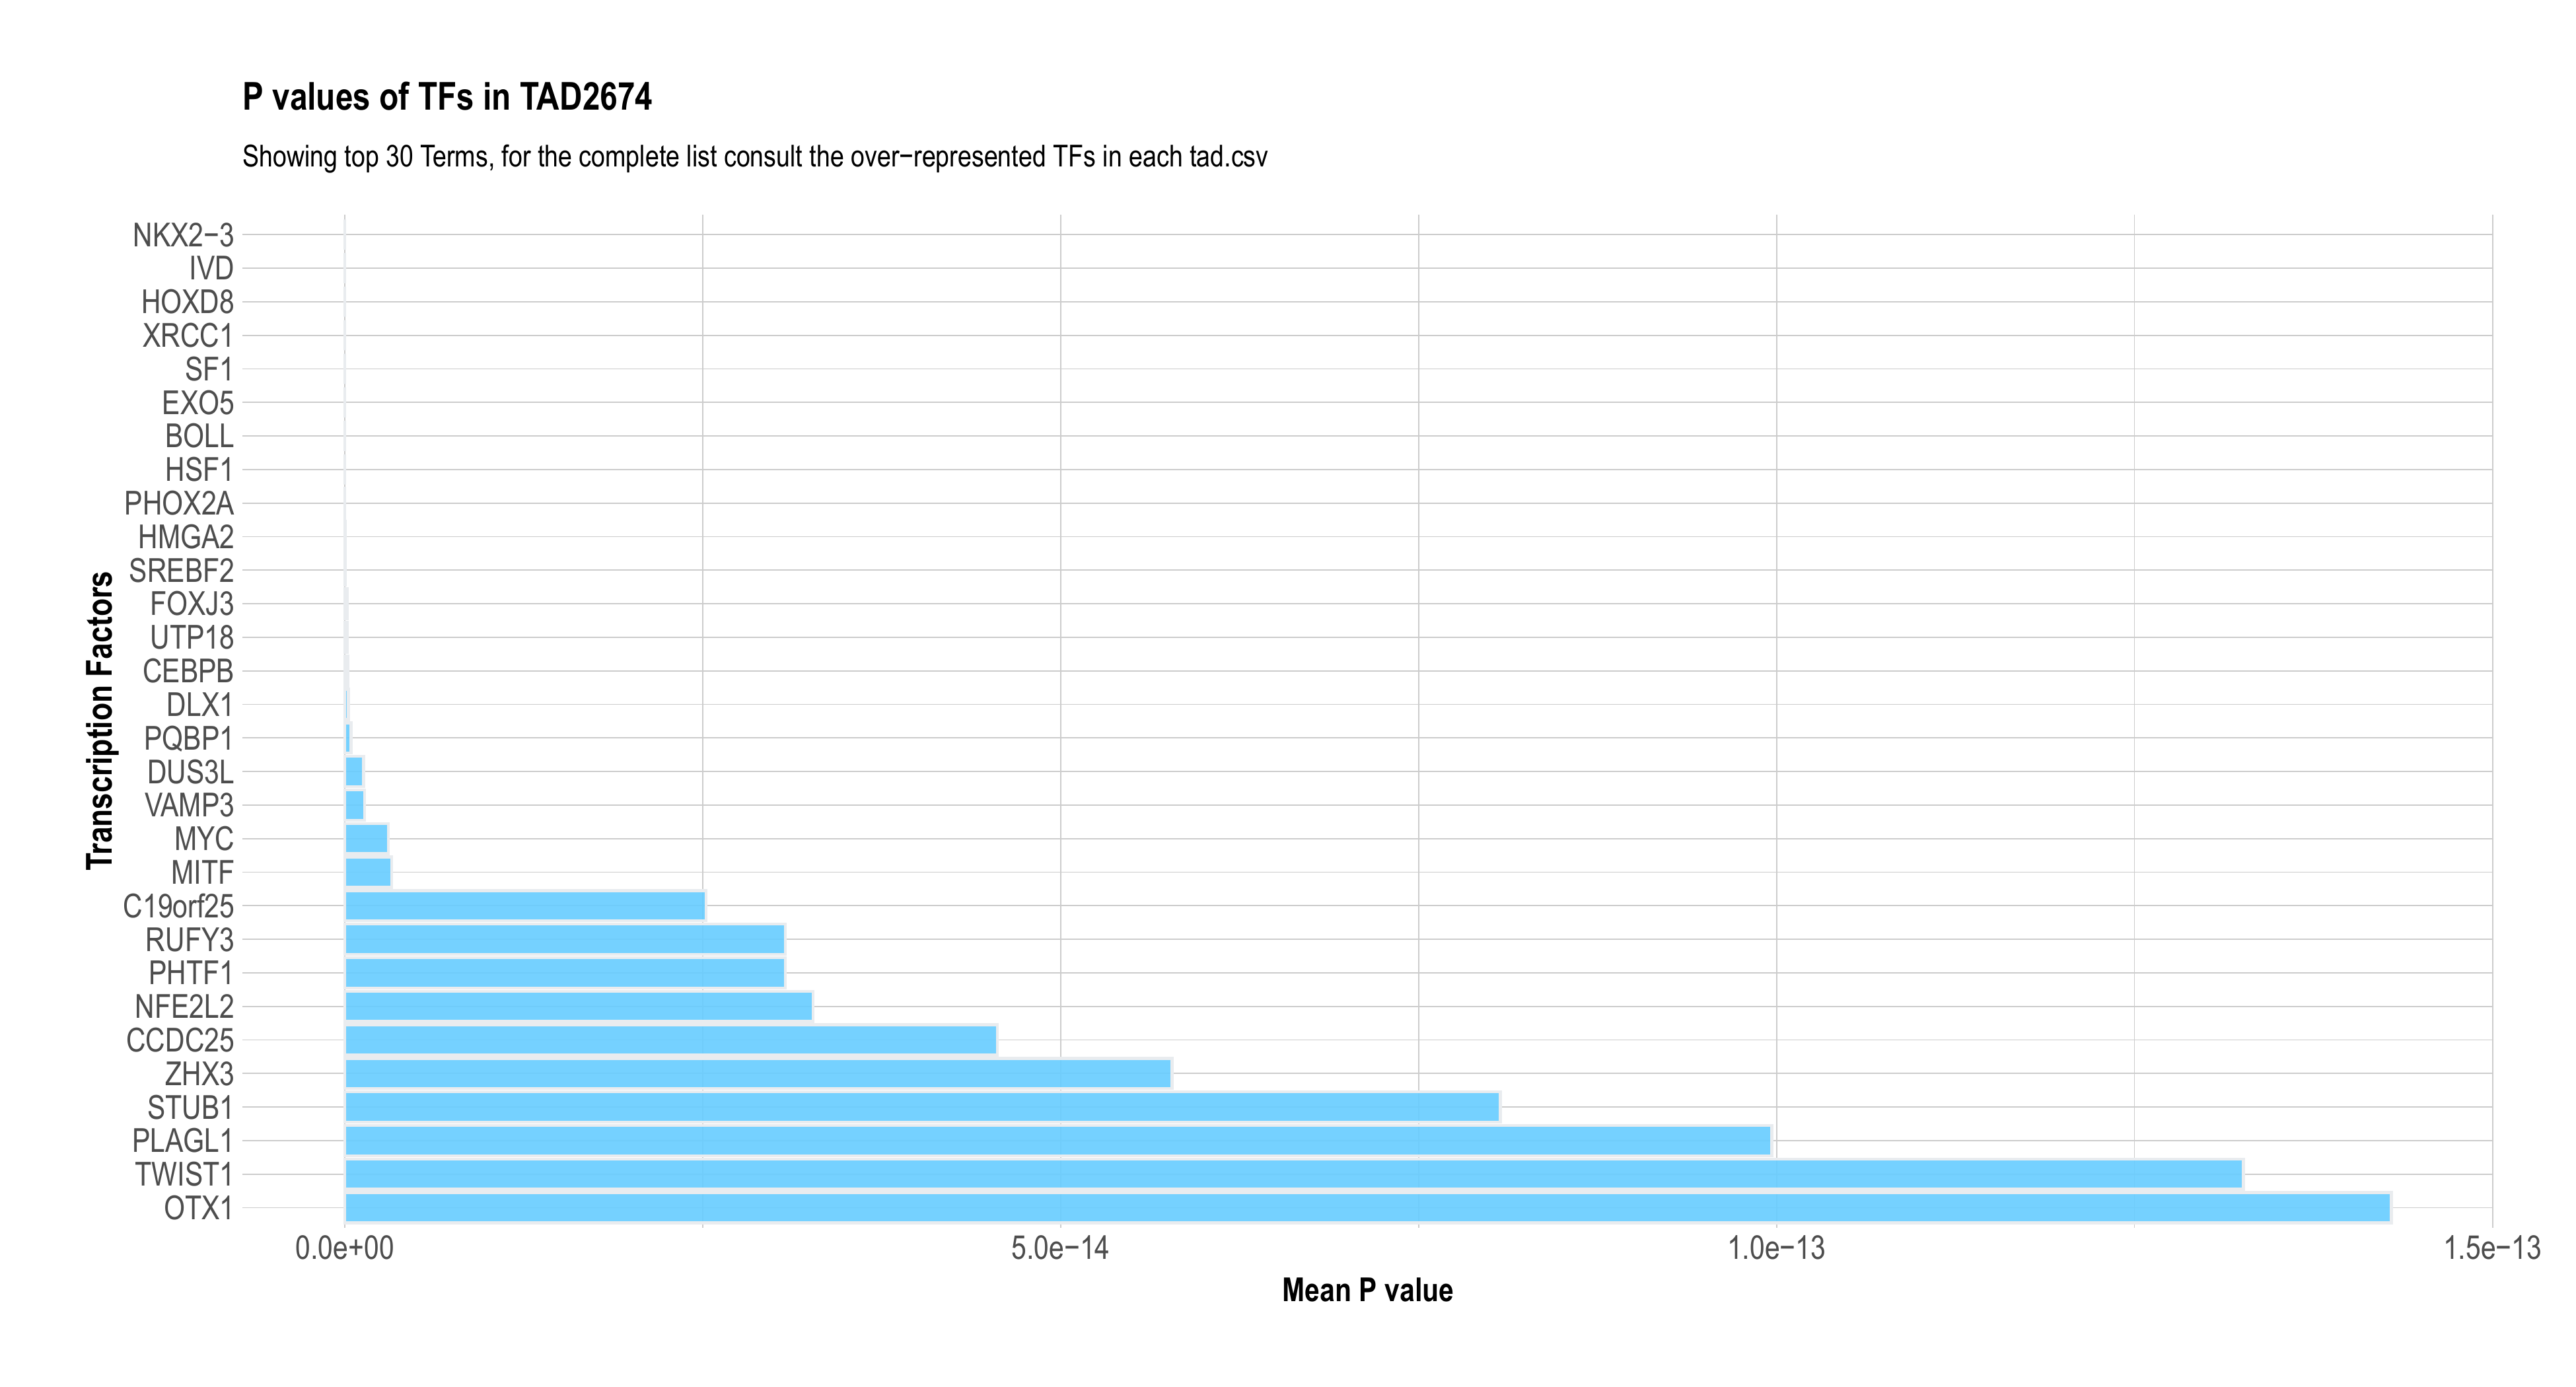 P values of TFs in TAD2674
Showing top 30 Terms, for the complete list consult the over−represented TFs in each tad.csv
Transcription Factors
NKX2−3
IVD
HOXD8
XRCC1
SF1
EXO5
BOLL
HSF1
PHOX2A
HMGA2
SREBF2
FOXJ3
UTP18
CEBPB
DLX1
PQBP1
DUS3L
VAMP3
MYC
MITF
C19orf25
RUFY3
PHTF1
NFE2L2
CCDC25
ZHX3
STUB1
PLAGL1
TWIST1
OTX1
0.0e+00 5.0e−14 1.0e−13 1.5e−13
Mean P value